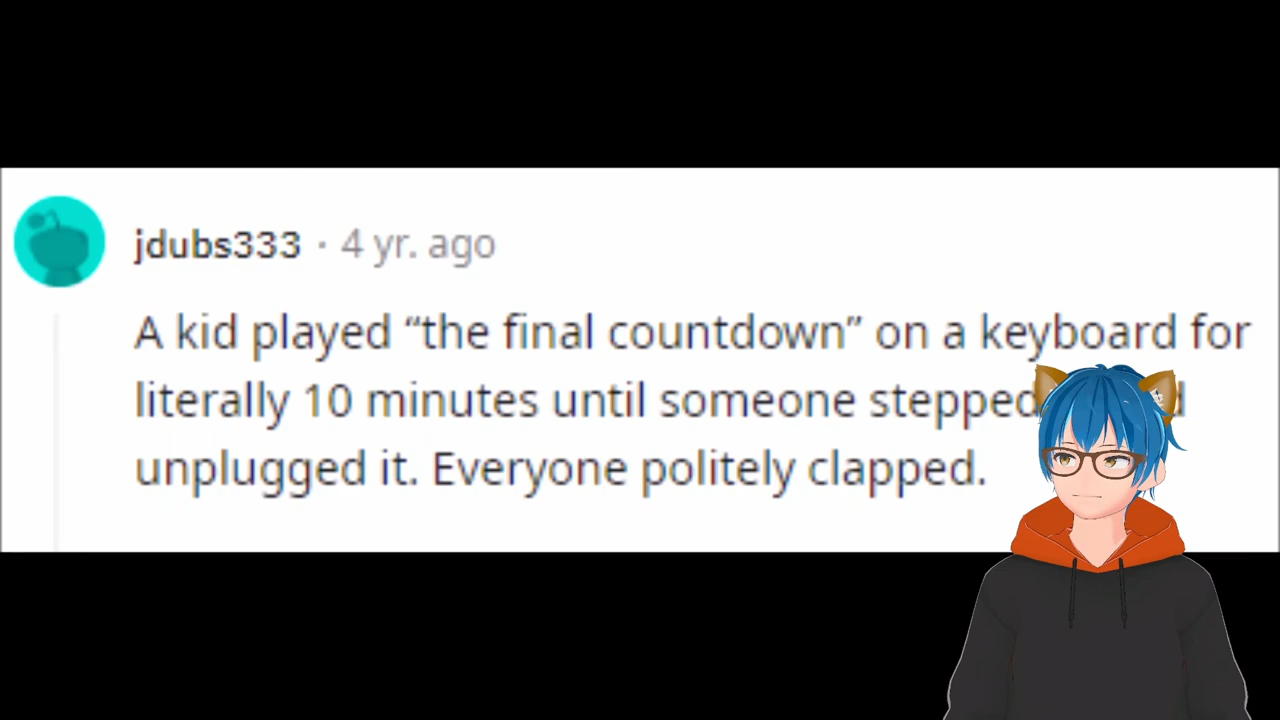 jdubs333 · 4 yr. ago
A kid played “the final countdown” on a keyboard for
literally 10 minutes until someone stepped
unplugged it. Everyone politely clapped.